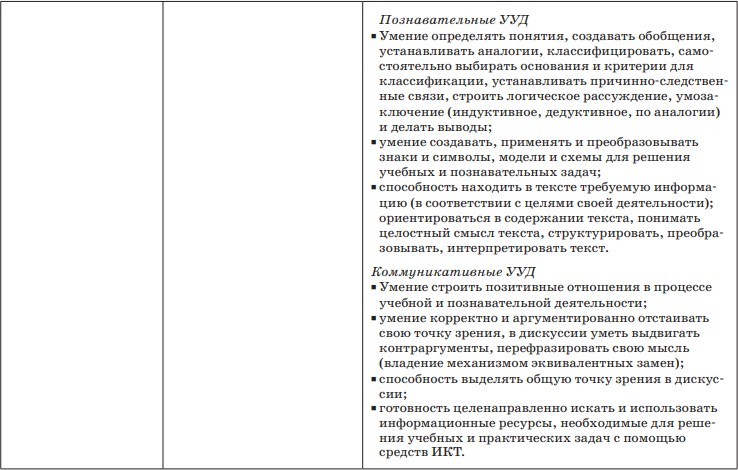 Познавательные УУД
▪ Умение определять понятия, создавать обобщения,
устанавливать аналогии, классифицировать, само-
стоятельно выбирать основания и критерии для
классификации, устанавливать причинно-следствен-
ные связи, строить логическое рассуждение, умоза-
ключение (индуктивное, дедуктивное, по аналогии)
и делать выводы;
▪ умение создавать, применять и преобразовывать
знаки и символы, модели и схемы для решения
учебных и познавательных задач;
▪ способность находить в тексте требуемую информа-
цию (в соответствии с целями своей деятельности);
ориентироваться в содержании текста, понимать
целостный смысл текста, структурировать, преобра-
зовывать, интерпретировать текст.
Коммуникативные УУД
▪ Умение строить позитивные отношения в процессе
учебной и познавательной деятельности;
▪ умение корректно и аргументированно отстаивать
свою точку зрения, в дискуссии уметь выдвигать
контраргументы, перефразировать свою мысль
(владение механизмом эквивалентных замен);
▪ способность выделять общую точку зрения в дискус-
сии;
▪ готовность целенаправленно искать и использовать
информационные ресурсы, необходимые для реше-
ния учебных и практических задач с помощью
средств ИКТ.